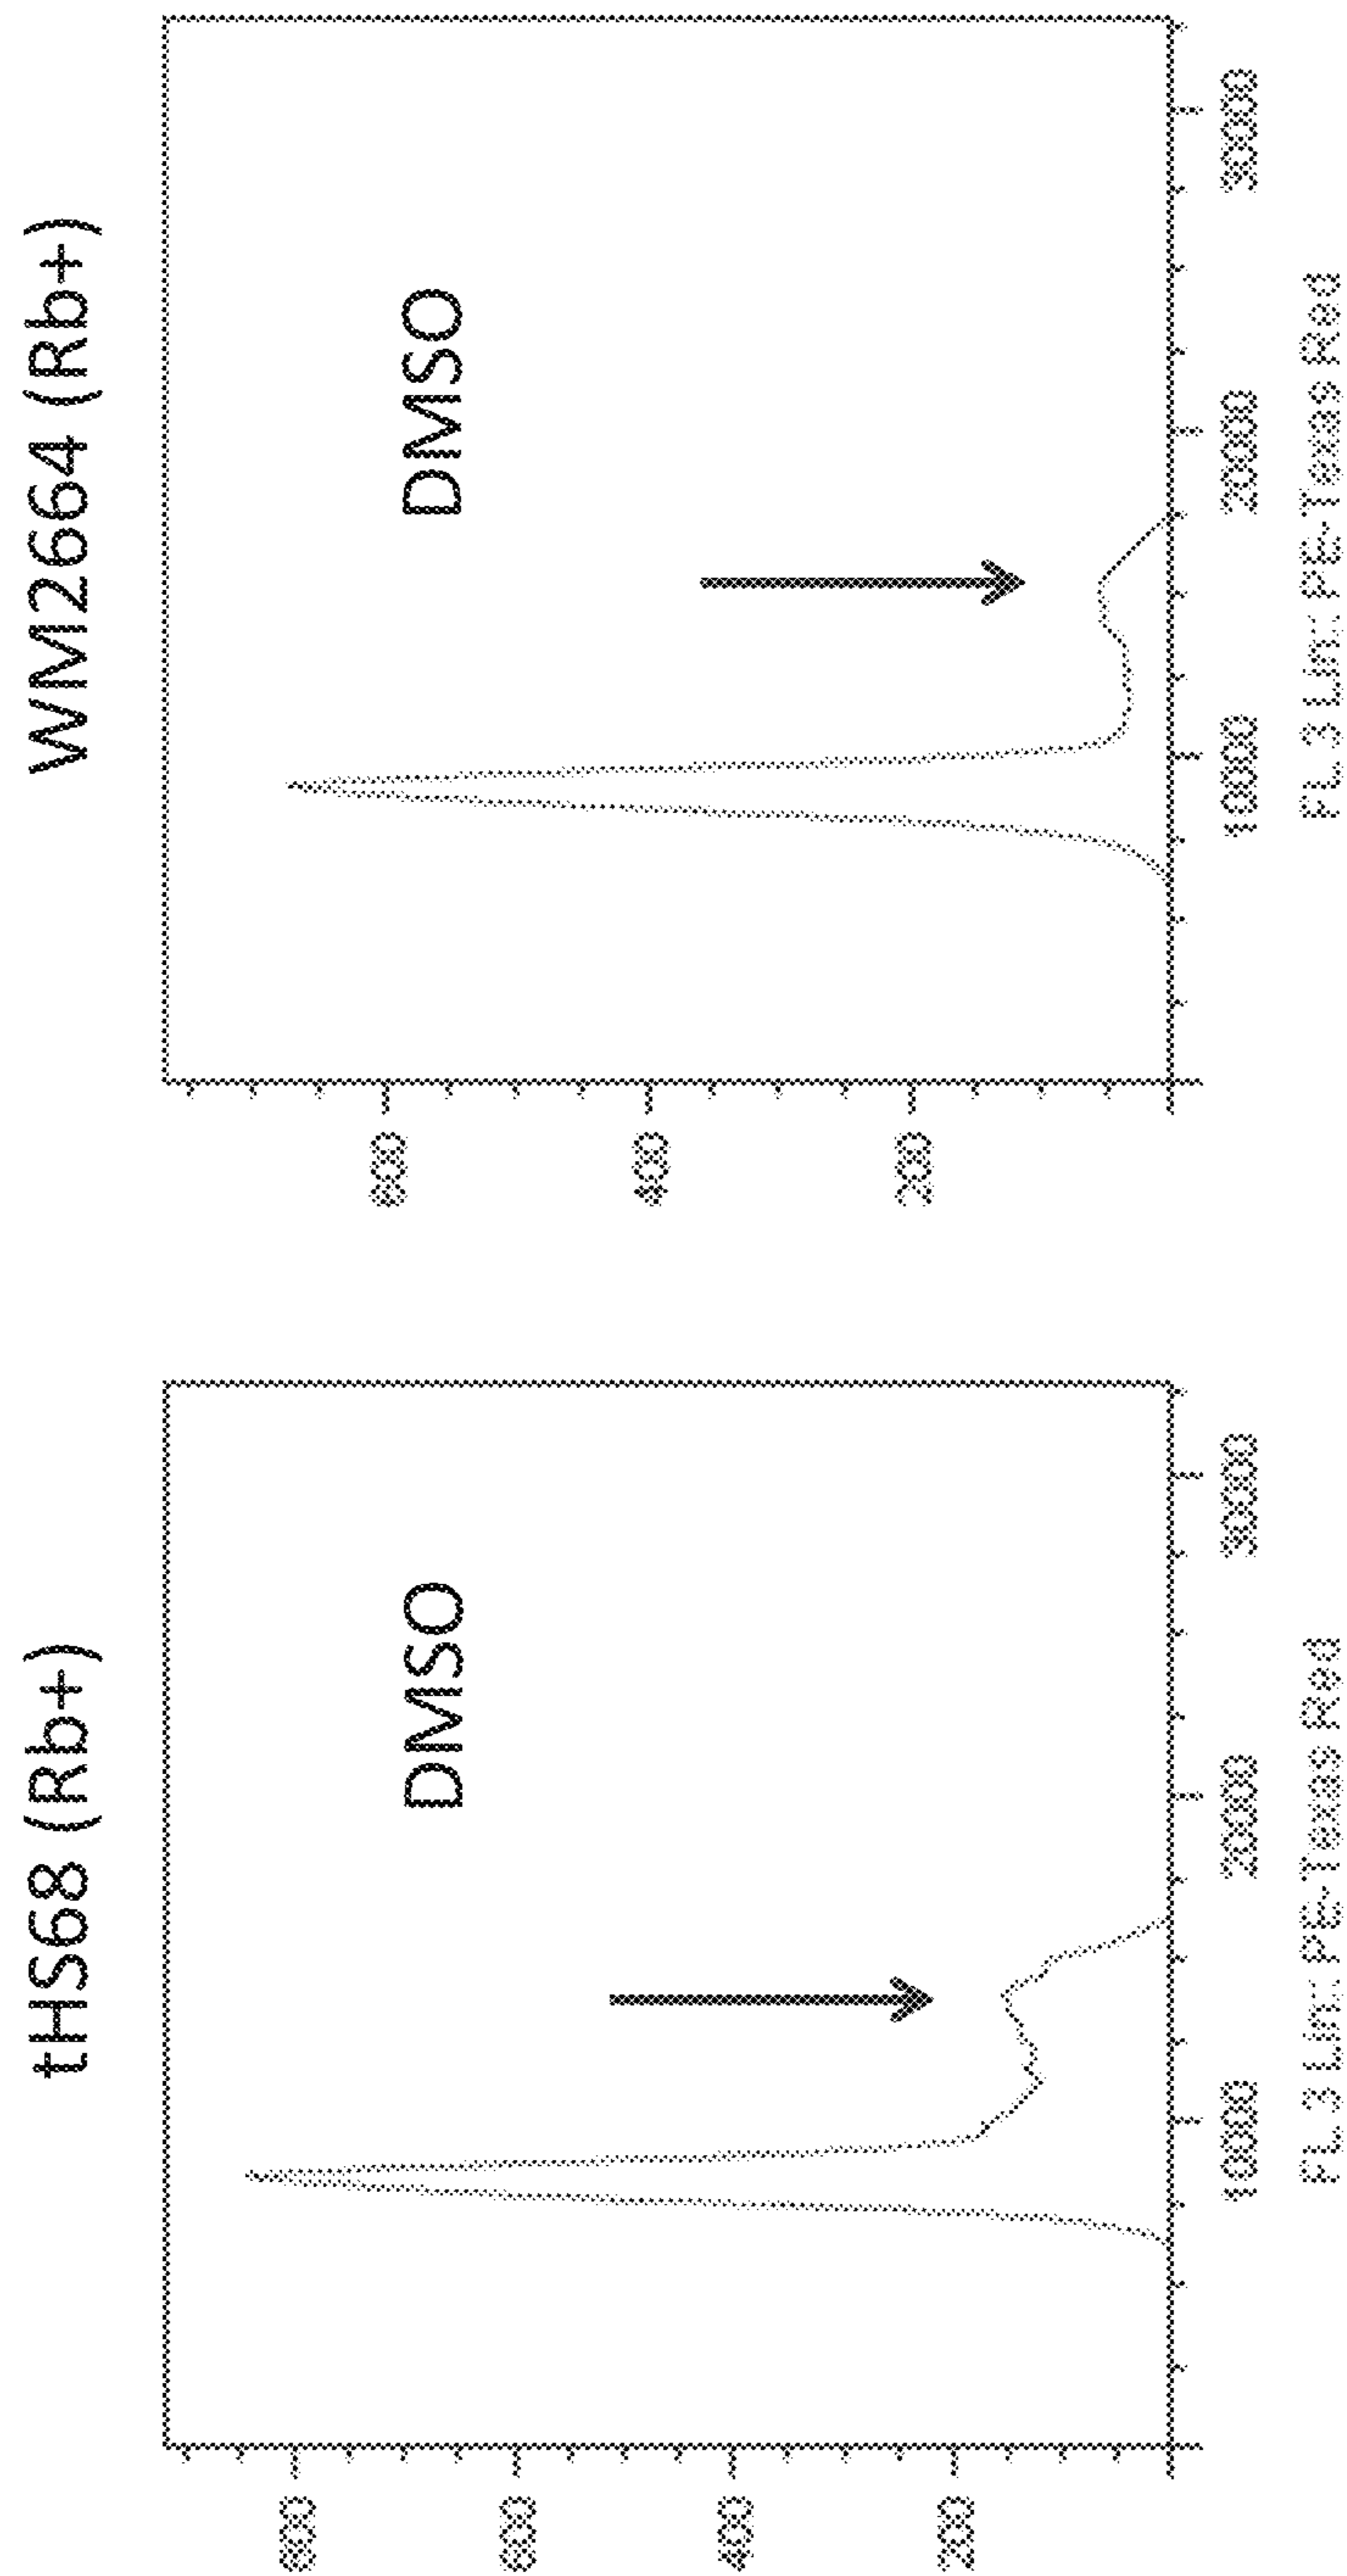 tHS68 (Rb+)
800
600
400
200
DMSO
10000 20000 30000
FL 3 Lin: PE-Texas Red
WM2664 (Rb+)
600
400
200
DMSO
10000 20000 30000
FL 3 Lin: PE-Texas Red